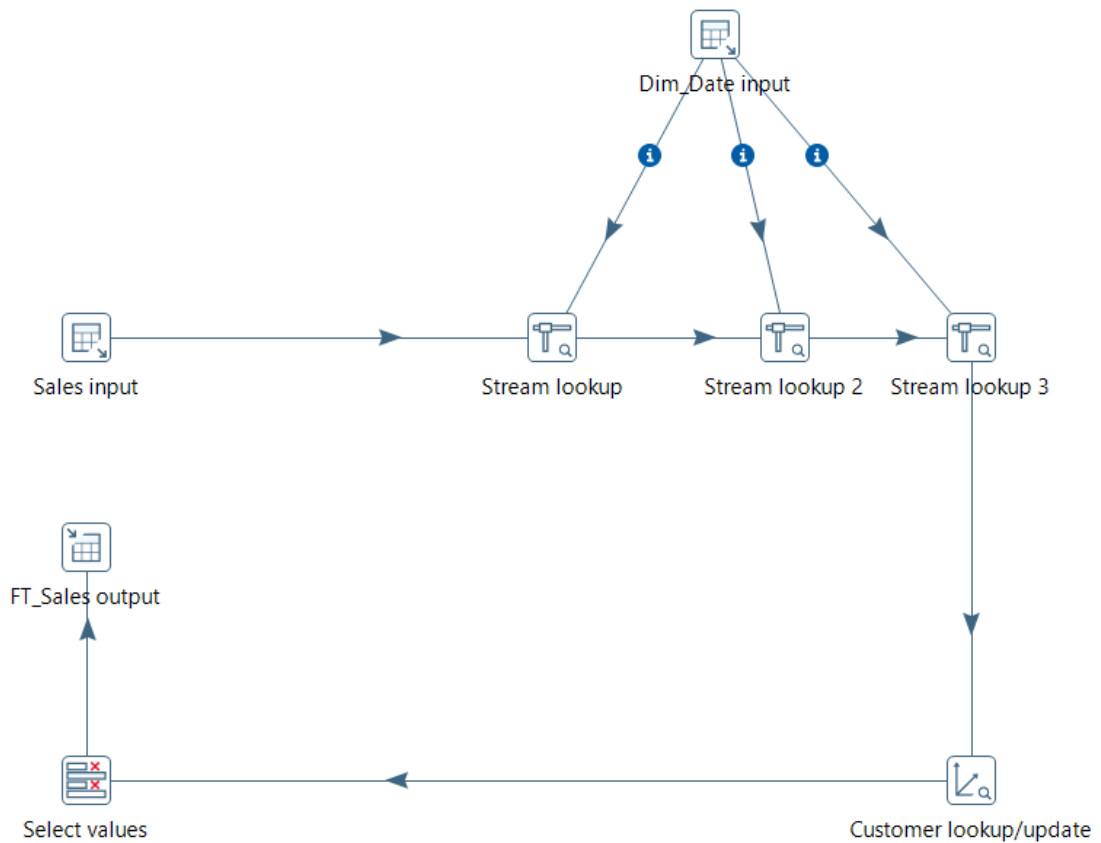 Dim_Date input
Sales input
Stream lookup
Stream lookup 2
Stream lookup 3
FT_Sales output
Select values
Customer lookup/update